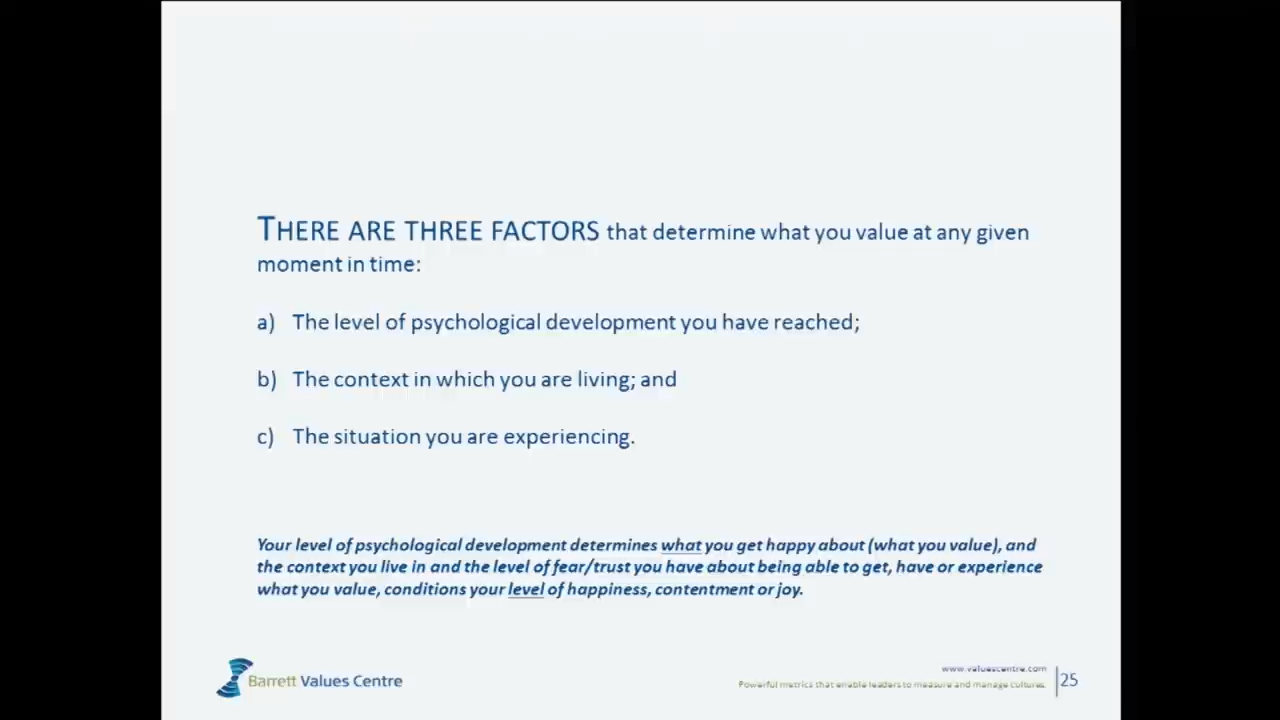 THERE ARE THREE FACTORS that determine what you value at any given
moment in time:
a) The level of psychological development you have reached;
b) The context in which you are living; and
c) The situation you are experiencing.
Your level of psychological development determines what you get happy about (what you value), and
the context you live in and the level of fear/trust you have about being able to get, have or experience
what you value, conditions your level of happiness, contentment or joy.
Barrett Values Centre
www.valuescentre.com
Powerful metrics that enable leaders to measure and manage cultures.
25